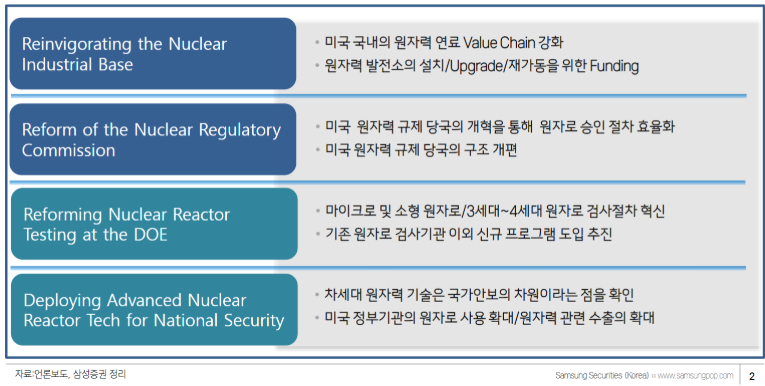 Reinvigorating the Nuclear
Industrial Base
• 미국 국내의 원자력 연료 Value Chain 강화
• 원자력 발전소의 설치/Upgrade/재가동을 위한 Funding
Reform of the Nuclear Regulatory
Commission
• 미국 원자력 규제 당국의 개혁을 통해 원자로 승인 절차 효율화
• 미국 원자력 규제 당국의 구조 개편
Reforming Nuclear Reactor
Testing at the DOE
• 마이크로 및 소형 원자로/3세대~4세대 원자로 검사절차 혁신
• 기존 원자로 검사기관 이외 신규 프로그램 도입 추진
Deploying Advanced Nuclear
Reactor Tech for National Security
• 차세대 원자력 기술은 국가안보의 차원이라는 점을 확인
• 미국 정부기관의 원자로 사용 확대/원자력 관련 수출의 확대
자료:언론보도, 삼성증권 정리
Samsung Securities (Korea) www.samsungpop.com
2